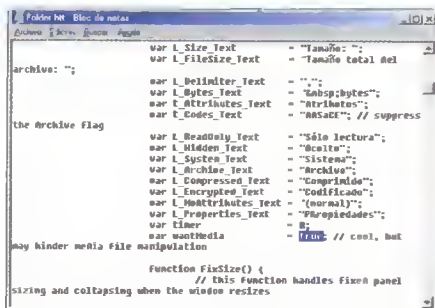 Folder.htt - Bloc de notas
Archivo Edición Buscar Ayuda
var L_Size_Text = "Tamaño: ";
var L_FileSize_Text = "Tamaño total del
archivo: ";
var L_Delimiter_Text = ",";
var L_Bytes_Text = "&nbsp;bytes";
var t_Attributes_Text = "Atributos";
var t_Codes_Text = // suppress
the Archive flag
var L_ReadOnly_Text = "Sólo lectura";
var L_Hidden_Text = "Oculto";
var L_System_Text = "Sistema";
var L_Archive_Text = "Archivo";
var L_Compressed_Text = "Comprimido";
var L_Encrypted_Text = "Codificado";
var L_NoAttributes_Text = "(normal)";
var L_Properties_Text = "PAropiedades";
var timer = 0;
var wantMedia = true; // cool, but
may hinder media file manipulation
function FixSize() {
// this function handles fixed panel
sizing and collapsing when the window resizes